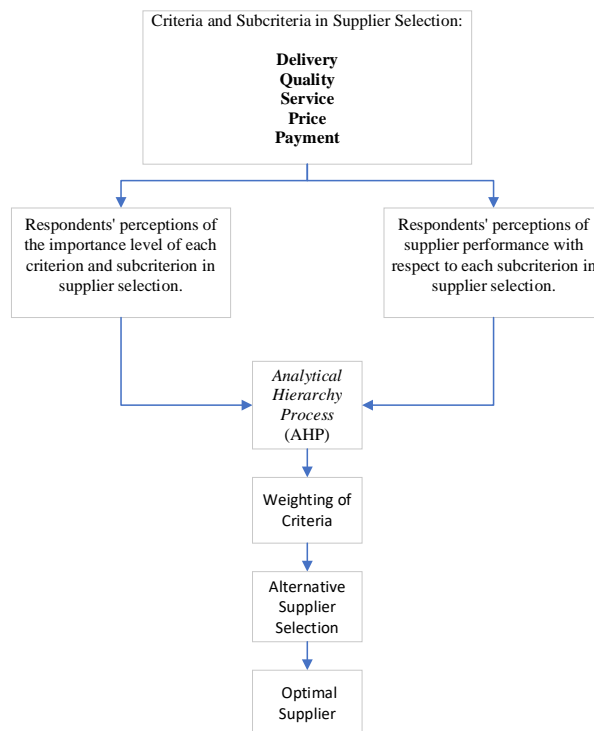 Criteria and Subcriteria in Supplier Selection:
Delivery
Quality
Service
Price
Payment
Respondents' perceptions of
the importance level of each
criterion and subcriterion in
supplier selection.
Respondents' perceptions of
supplier performance with
respect to each subcriterion in
supplier selection.
Analytical
Hierarchy
Process
(AHP)
Weighting of
Criteria
Alternative
Supplier
Selection
Optimal
Supplier